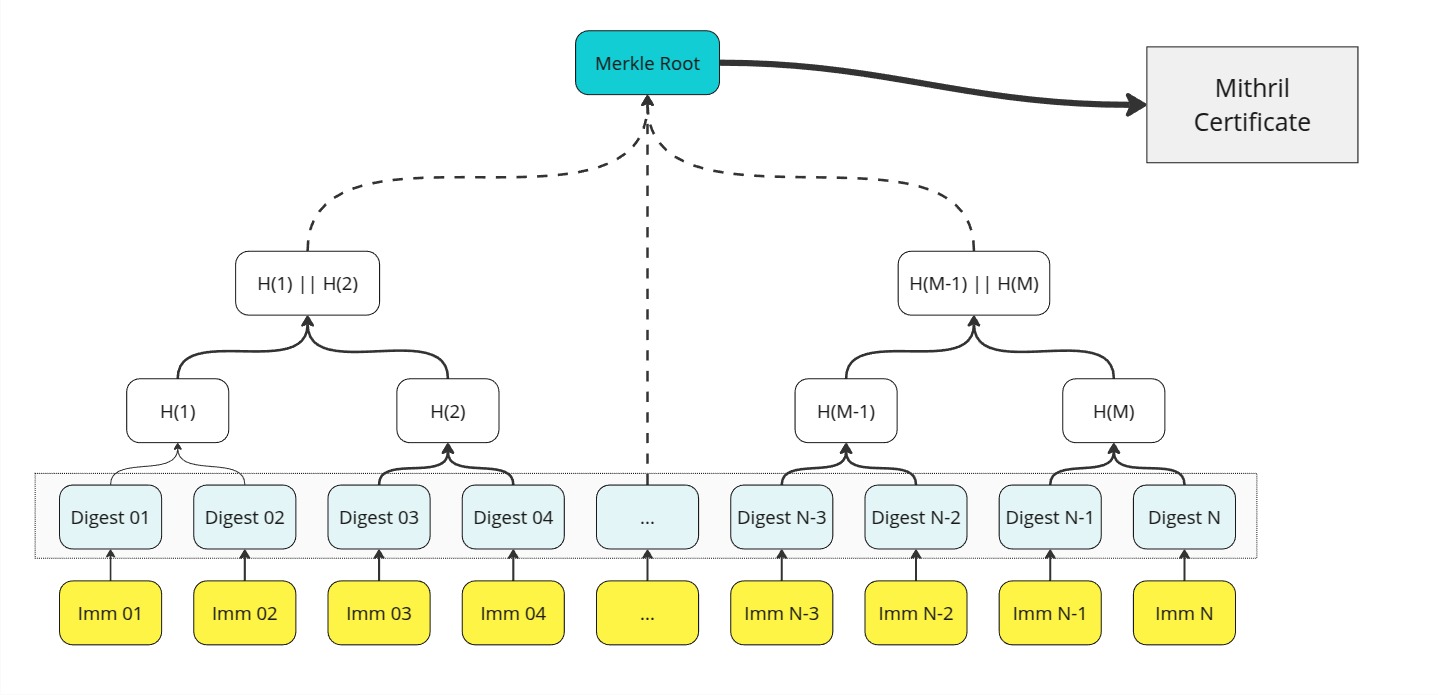 Merkle Root
Mithril
Certificate
H(1) || H(2)
H(M-1) || H(M)
H(1)
H(2)
H(M-1)
H(M)
Digest 01
Digest 02
Digest 03
Digest 04
...
Digest N-3
Digest N-2
Digest N-1
Digest N
Imm 01
Imm 02
Imm 03
Imm 04
...
Imm N-3
Imm N-2
Imm N-1
Imm N